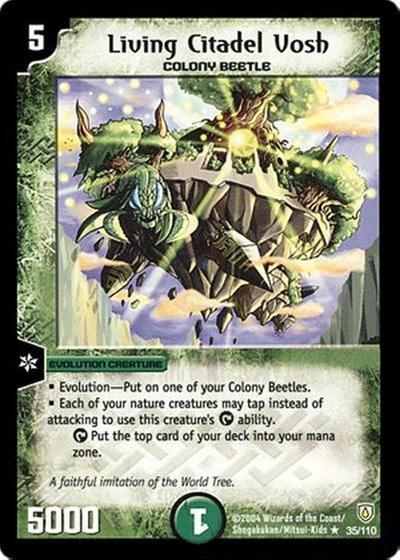 5 Living Citadel Vosh
COLONY BEETLE
EVOLUTION CREATURE
▪ Evolution—Put on one of your Colony Beetles.
▪ Each of your nature creatures may tap instead of
attacking to use this creature's ability.
Put the top card of your deck into your mana
zone.
A faithful imitation of the World Tree.
5000
1
©2004 Wizards of the Coast/
Shogakukan/Mitsui-Kids ★ 35/110